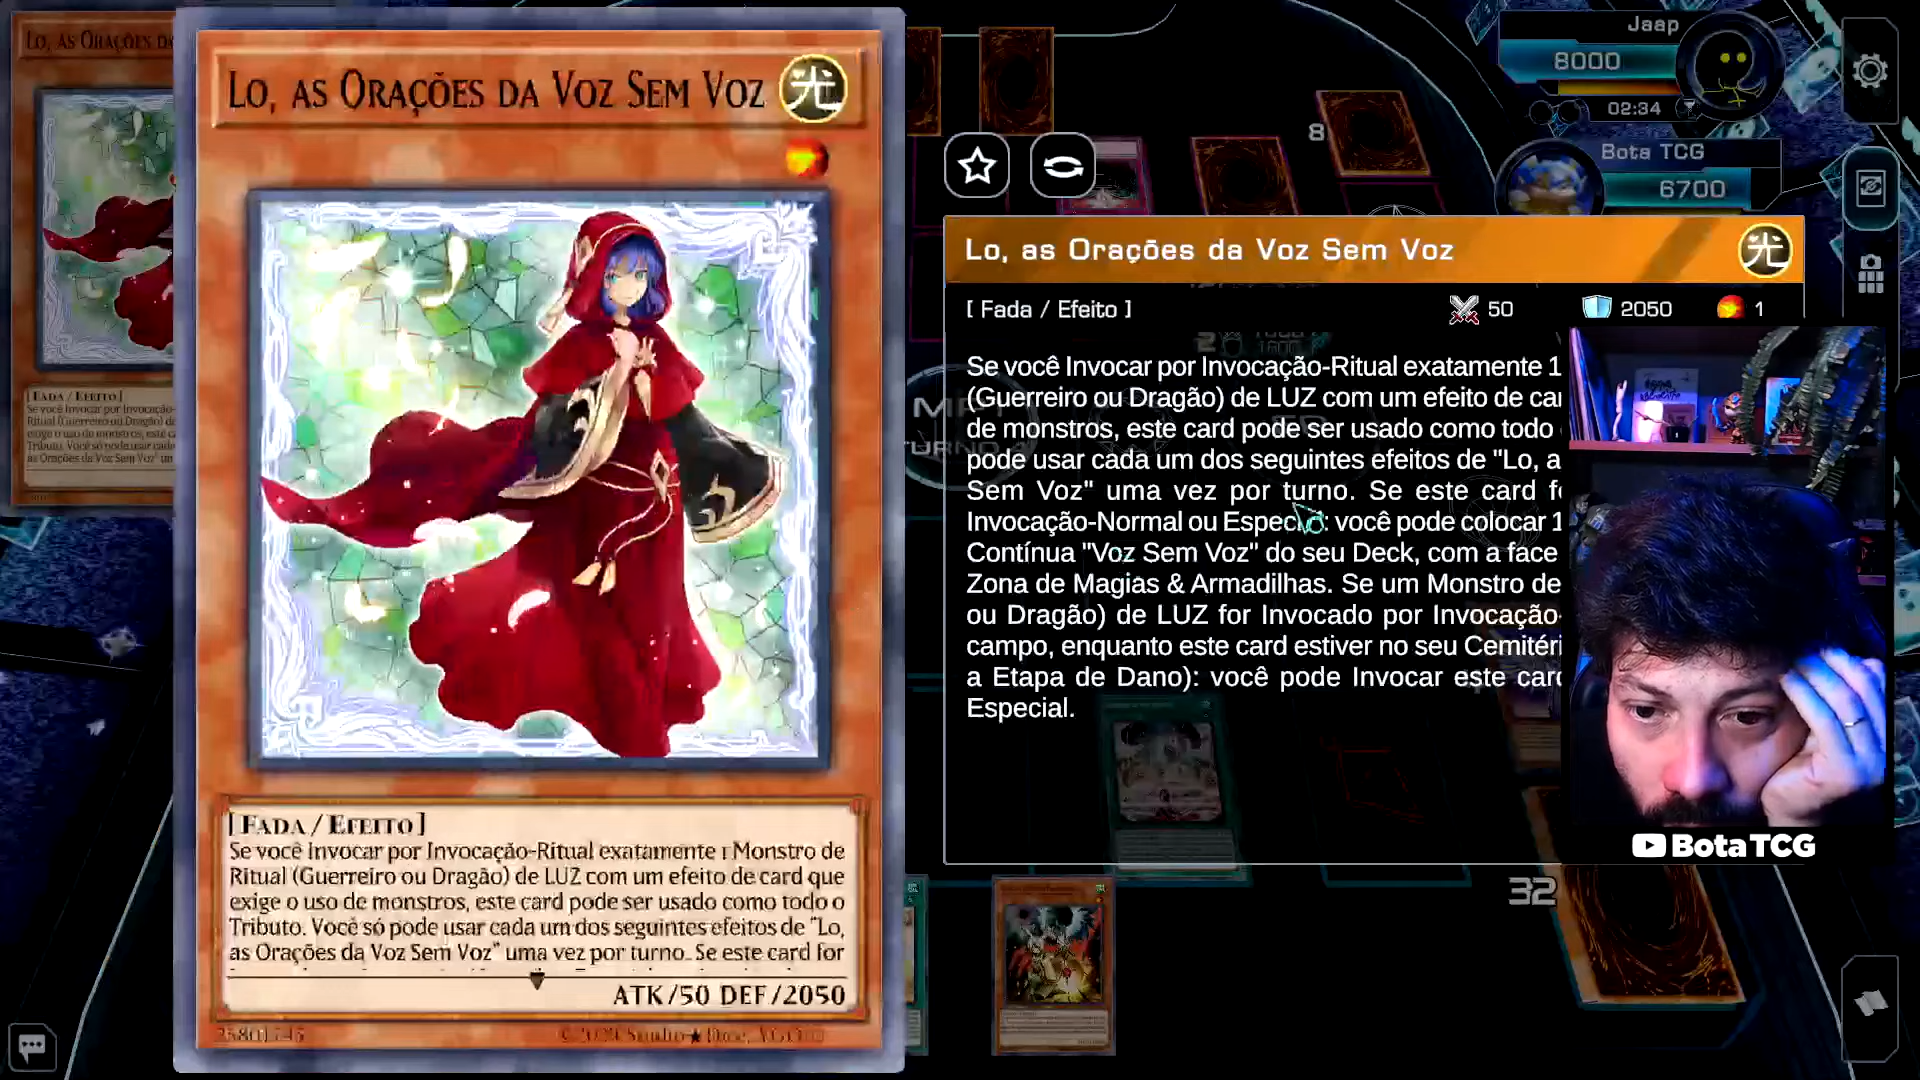 Lo, as Orações da Voz Sem Voz
光
[Fada / Efeito]
Se você Invocar por Invocação-Ritual exatamente 1 Monstro de
Ritual (Guerreiro ou Dragão) de LUZ com um efeito de card que
exige o uso de monstros, este card pode ser usado como todo o
Tributo. Você só pode usar cada um dos seguintes efeitos de "Lo,
as Orações da Voz Sem Voz" uma vez por turno. Se este card for
ATK/50 DEF/2050
Lo, as Orações da Voz Sem Voz
光
[ Fada / Efeito ]
50
2050
1
Se você Invocar por Invocação-Ritual exatamente 1
(Guerreiro ou Dragão) de LUZ com um efeito de car
de monstros, este card pode ser usado como todo
pode usar cada um dos seguintes efeitos de "Lo, a
Sem Voz" uma vez por turno. Se este card fo
Invocação-Normal ou Especial: você pode colocar 1
Contínua "Voz Sem Voz" do seu Deck, com a face
Zona de Magias & Armadilhas. Se um Monstro de
ou Dragão) de LUZ for Invocado por Invocação-
campo, enquanto este card estiver no seu Cemitéri
a Etapa de Dano): você pode Invocar este card
Especial.
Jaap
8000
02:34
Bota TCG
6700
8
32
BotaTCG